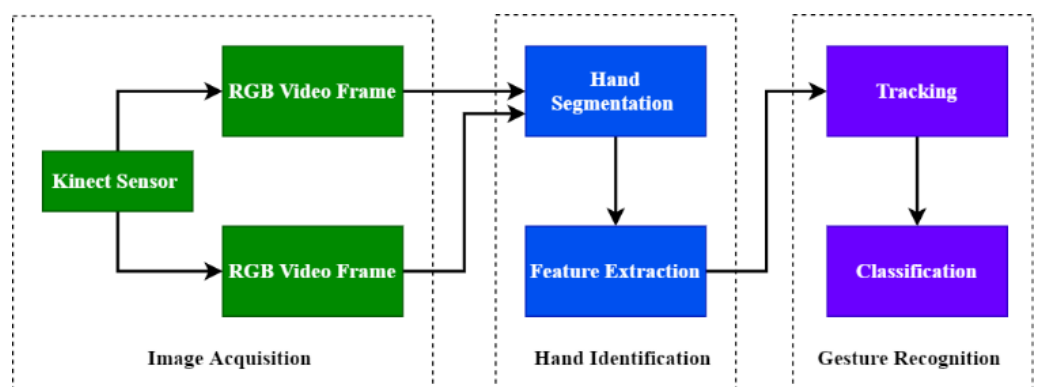 Kinect Sensor
RGB Video Frame
RGB Video Frame
Image Acquisition
Hand
Segmentation
Feature Extraction
Hand Identification
Tracking
Classification
Gesture Recognition